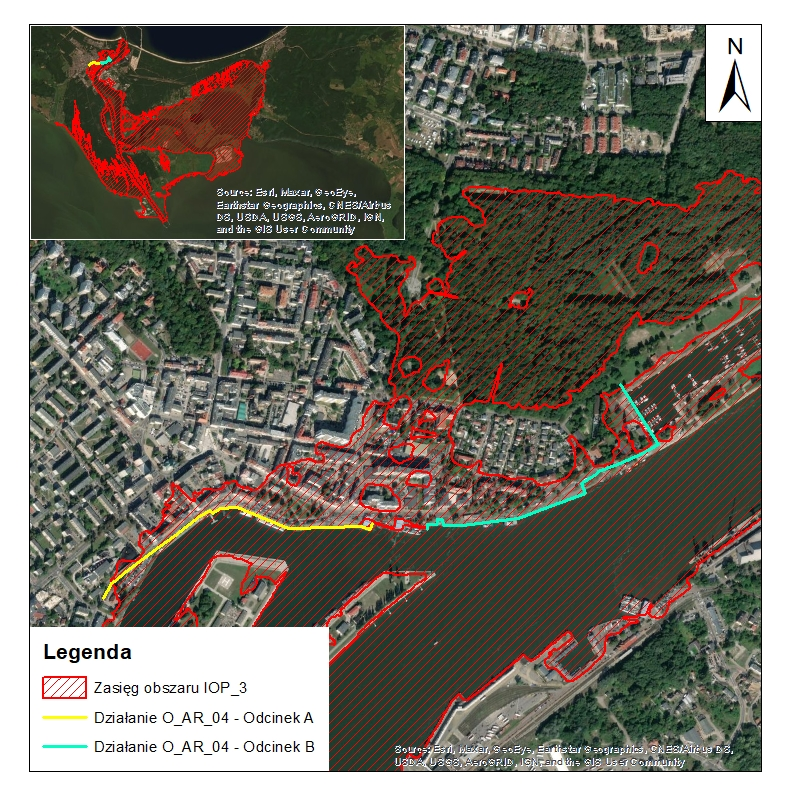 Source: Esri, Maxar, GeoEye,
Earthstar Geographics, CNES/Airbus
DS, USDA, USGS, AeroGRID, IGN,
and the GIS User Community
N
Legenda
Zasięg obszaru IOP_3
Działanie O_AR_04 - Odcinek A
Działanie O_AR_04 - Odcinek B
Source: Esri, Maxar, GeoEye, Earthstar Geographics, CNES/Airbus DS,
USDA, USGS, AeroGRID, IGN, and the GIS User Community